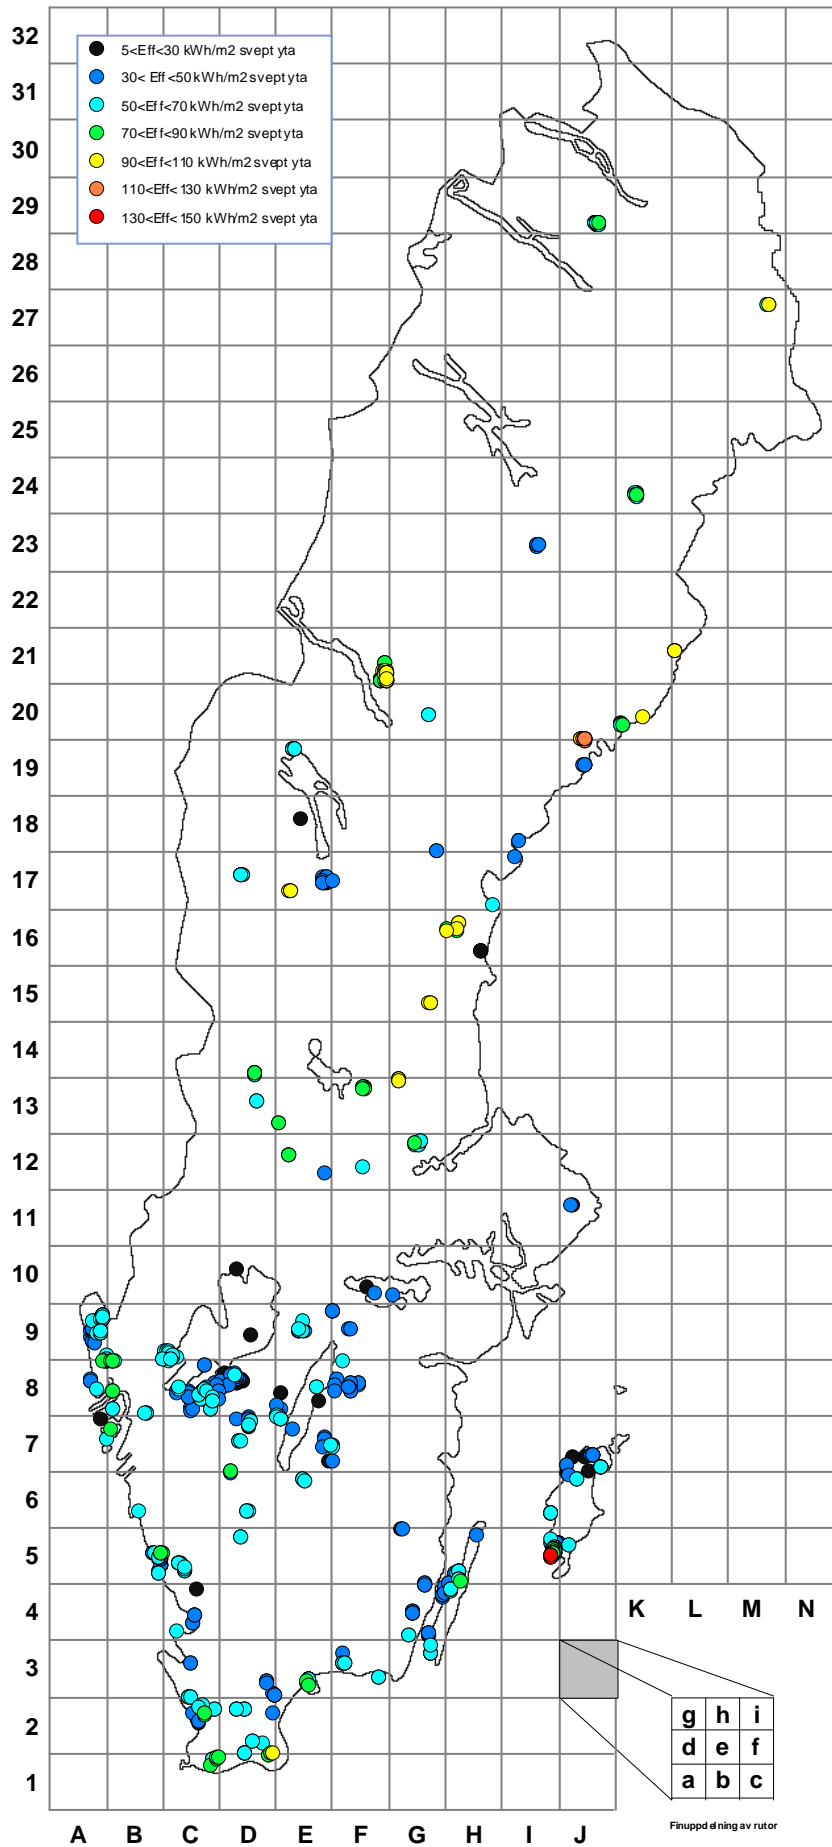 32
31
30
29
28
27
26
25
24
23
22
21
20
19
18
17
16
15
14
13
12
11
10
9
8
7
6
5
4
3
2
1
5<Eff<30 kWh/m2 svept yta
30< Eff <50 kWh/m2 svept yta
50<Eff<70 kWh/m2 svept yta
70<Eff<90 kWh/m2 svept yta
90<Eff<110 kWh/m2 svept yta
110<Eff<130 kWh/m2 svept yta
130<Eff<150 kWh/m2 svept yta
K L M N
g h i
d e f
a b c
Finuppdelning av rutor
A B C D E F G H I J